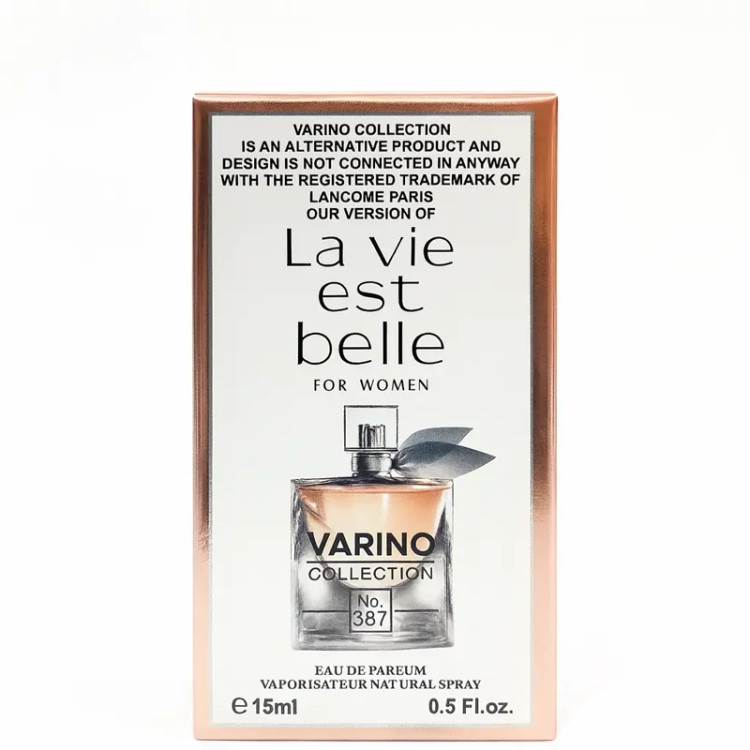 VARINO COLLECTION
IS AN ALTERNATIVE PRODUCT AND
DESIGN IS NOT CONNECTED IN ANYWAY
WITH THE REGISTERED TRADEMARK OF
LANCOME PARIS
OUR VERSION OF
La vie
est
belle
FOR WOMEN
VARINO
COLLECTION
No.
387
EAU DE PAREUM
VAPORISATEUR NATURAL SPRAY
℮15ml 0.5 Fl.oz.